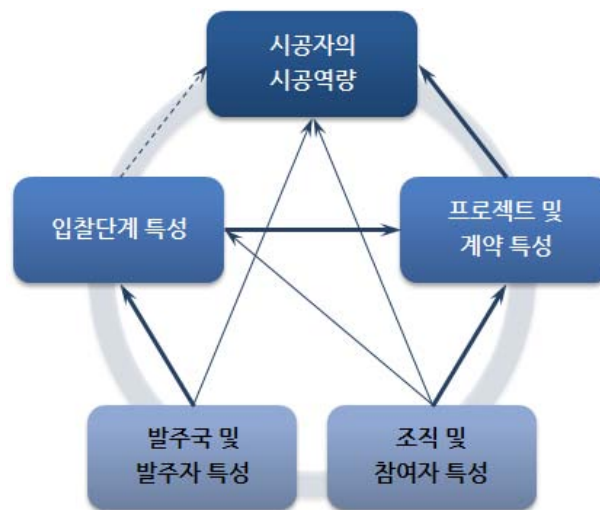 시공자의
시공역량
입찰단계 특성
프로젝트 및
계약 특성
발주국 및
발주자 특성
조직 및
참여자 특성